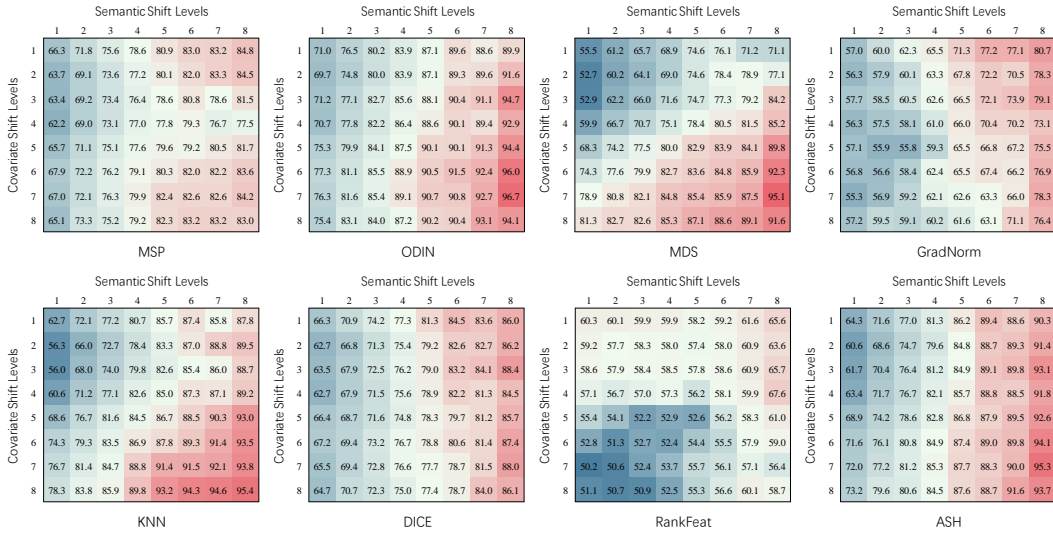 Semantic Shift Levels
1 2 3 4 5 6 7 8
Covariate Shift Levels
1 66.3 71.8 75.6 78.6 80.9 83.0 83.2 84.8
2 63.7 69.1 73.6 77.2 80.1 82.0 83.3 84.5
3 63.4 69.2 73.4 76.4 78.6 80.8 78.6 81.5
4 62.2 69.0 73.1 77.0 77.8 79.3 76.7 77.5
5 65.7 71.1 75.1 77.6 79.6 79.2 80.5 81.7
6 67.9 72.2 76.2 79.1 80.3 82.0 82.2 83.6
7 67.0 72.1 76.3 79.9 82.4 82.6 82.6 84.2
8 65.1 73.3 75.2 79.2 82.3 83.2 83.2 83.0
MSP
Semantic Shift Levels
1 2 3 4 5 6 7 8
Covariate Shift Levels
1 71.0 76.5 80.2 83.9 87.1 89.6 88.6 89.9
2 69.7 74.8 80.0 83.9 87.1 89.3 89.6 91.6
3 71.2 77.1 82.7 85.6 88.1 90.4 91.1 94.7
4 70.7 77.8 82.2 86.4 88.6 90.1 89.4 92.9
5 75.3 79.9 84.1 87.5 90.1 90.1 91.3 94.4
6 77.3 81.1 85.5 88.9 90.5 91.5 92.4 96.0
7 76.3 81.6 85.4 89.1 90.7 90.8 92.7 96.7
8 75.4 83.1 84.0 87.2 90.2 90.4 93.1 94.1
ODIN
Semantic Shift Levels
1 2 3 4 5 6 7 8
Covariate Shift Levels
1 55.5 61.2 65.7 68.9 74.6 76.1 71.2 71.1
2 52.7 60.2 64.1 69.0 74.6 78.4 78.9 77.1
3 52.9 62.2 66.0 71.6 74.7 77.3 79.2 84.2
4 59.9 66.7 70.7 75.1 78.4 80.5 81.5 85.2
5 68.3 74.2 77.5 80.0 82.9 83.9 84.1 89.8
6 74.3 77.6 79.9 82.7 83.6 84.8 85.9 92.3
7 78.9 80.8 82.1 84.8 85.4 85.9 87.5 95.1
8 81.3 82.7 82.6 85.3 87.1 88.6 89.1 91.6
MDS
Semantic Shift Levels
1 2 3 4 5 6 7 8
Covariate Shift Levels
1 57.0 60.0 62.3 65.5 71.3 77.2 77.1 80.7
2 56.3 57.9 60.1 63.3 67.8 72.2 70.5 78.3
3 57.7 58.5 60.5 62.6 66.5 72.1 73.9 79.1
4 56.3 57.5 58.1 61.0 66.0 70.4 70.2 73.1
5 57.1 55.9 55.8 59.3 65.5 66.8 67.2 75.5
6 56.8 56.6 58.4 62.4 65.5 67.4 66.2 76.9
7 55.3 56.9 59.2 62.1 62.6 63.3 66.0 78.3
8 57.2 59.5 59.1 60.2 61.6 63.1 71.1 76.4
GradNorm
Semantic Shift Levels
1 2 3 4 5 6 7 8
Covariate Shift Levels
1 62.7 72.1 77.2 80.7 85.7 87.4 85.8 87.8
2 56.3 66.0 72.7 78.4 83.3 87.0 88.8 89.5
3 56.0 68.0 74.0 79.8 82.6 85.4 86.0 88.7
4 60.6 71.2 77.1 82.6 85.0 87.3 87.1 89.2
5 68.6 76.7 81.6 84.5 86.7 88.5 90.3 93.0
6 74.3 79.3 83.5 86.9 87.8 89.3 91.4 93.5
7 76.7 81.4 84.7 88.8 91.4 91.5 92.1 93.8
8 78.3 83.8 85.9 89.8 93.2 94.3 94.6 95.4
KNN
Semantic Shift Levels
1 2 3 4 5 6 7 8
Covariate Shift Levels
1 66.3 70.9 74.2 77.3 81.3 84.5 83.6 86.0
2 62.7 66.8 71.3 75.4 79.2 82.6 82.7 86.2
3 63.5 67.9 72.5 76.2 79.0 83.2 84.1 88.4
4 62.7 67.9 71.5 75.6 78.9 82.2 81.3 84.5
5 66.4 68.7 71.6 74.8 78.3 79.7 81.2 85.7
6 67.2 69.4 73.2 76.7 78.8 80.6 81.4 87.4
7 65.5 69.4 72.8 76.6 77.7 78.7 81.5 88.0
8 64.7 70.7 72.3 75.0 77.4 78.7 84.0 86.1
DICE
Semantic Shift Levels
1 2 3 4 5 6 7 8
Covariate Shift Levels
1 60.3 60.1 59.9 59.9 58.2 59.2 61.6 65.6
2 59.2 57.7 58.3 58.0 57.4 58.0 60.9 63.6
3 58.6 57.9 58.4 58.5 57.8 58.6 60.9 65.7
4 57.1 56.7 57.0 57.3 56.2 58.1 59.9 67.6
5 55.4 54.1 52.2 52.9 52.6 56.2 58.3 61.0
6 52.8 51.3 52.7 52.4 54.4 55.5 57.9 59.0
7 50.2 50.6 52.4 53.7 55.7 56.1 57.1 56.4
8 51.1 50.7 50.9 52.5 55.3 56.6 60.1 58.7
RankFeat
Semantic Shift Levels
1 2 3 4 5 6 7 8
Covariate Shift Levels
1 64.3 71.6 77.0 81.3 86.2 89.4 88.6 90.3
2 60.6 68.6 74.7 79.6 84.8 88.7 89.3 91.4
3 61.7 70.4 76.4 81.2 84.9 89.1 89.8 93.1
4 63.4 71.7 76.7 82.1 85.7 88.8 88.5 91.8
5 68.9 74.2 78.6 82.8 86.8 87.9 89.5 92.6
6 71.6 76.1 80.8 84.9 87.4 89.0 89.8 94.1
7 72.0 77.2 81.2 85.3 87.7 88.3 90.0 95.3
8 73.2 79.6 80.6 84.5 87.6 88.7 91.6 93.7
ASH